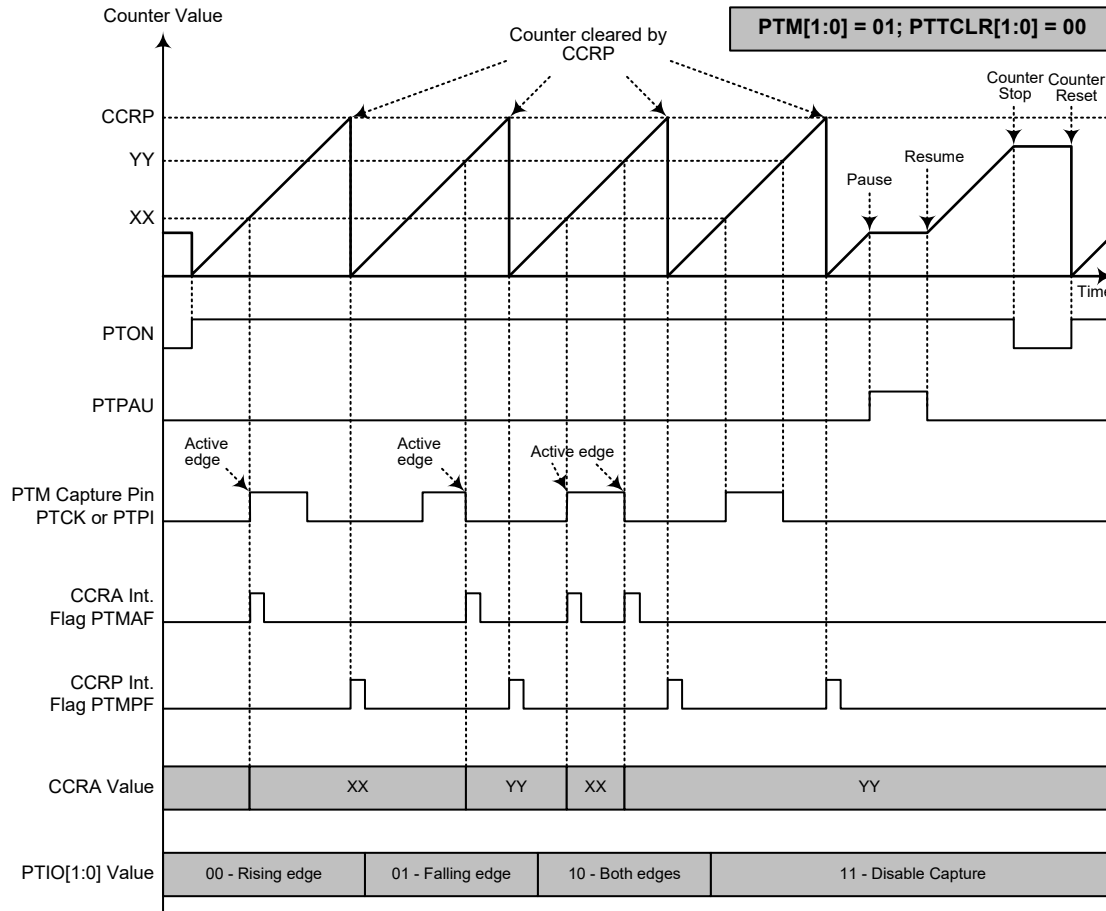 Counter Value
PTM[1:0] = 01; PTTCLR[1:0] = 00
Counter cleared by
CCRP
Counter
Stop
Counter
Reset
CCRP
YY
Resume
Pause
XX
Time
PTON
PTPAU
Active
edge
Active
edge
Active edge
PTM Capture Pin
PTCK or PTPI
CCRA Int.
Flag PTMAF
CCRP Int.
Flag PTMPF
CCRA Value
XX
YY
XX
YY
PTIO[1:0] Value
00 - Rising edge
01 - Falling edge
10 - Both edges
11 - Disable Capture